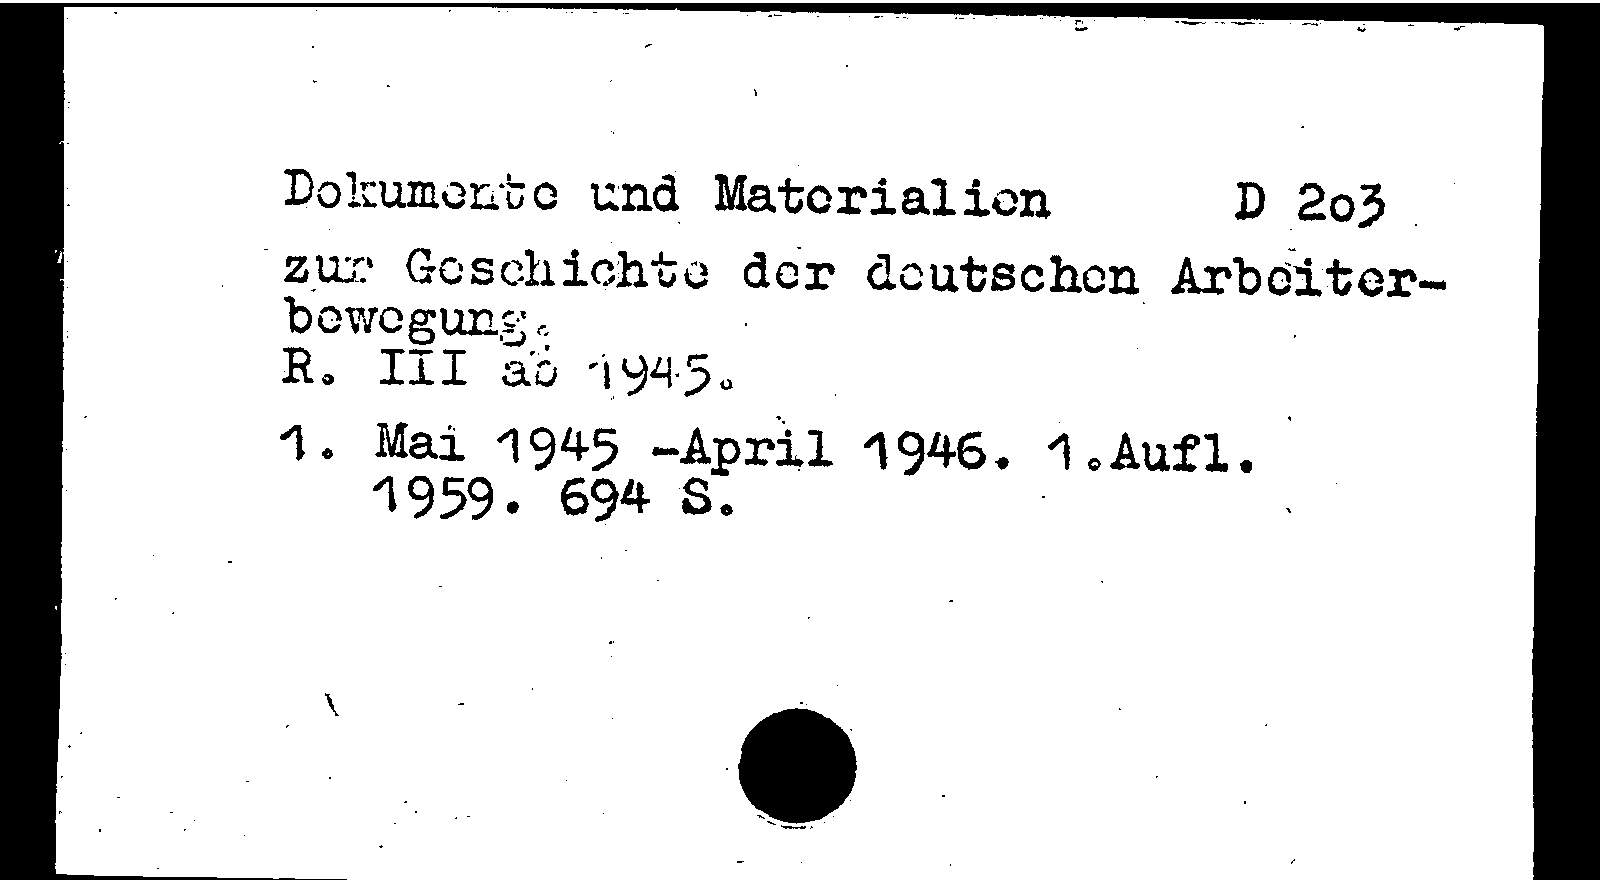 Dokumente und Materialien D 2o3
zur Geschichte der deutschen Arbeiter-
bewegung.
R. III ab 1945.
1. Mai 1945 -April 1946. 1.Aufl.
1959. 694 S.